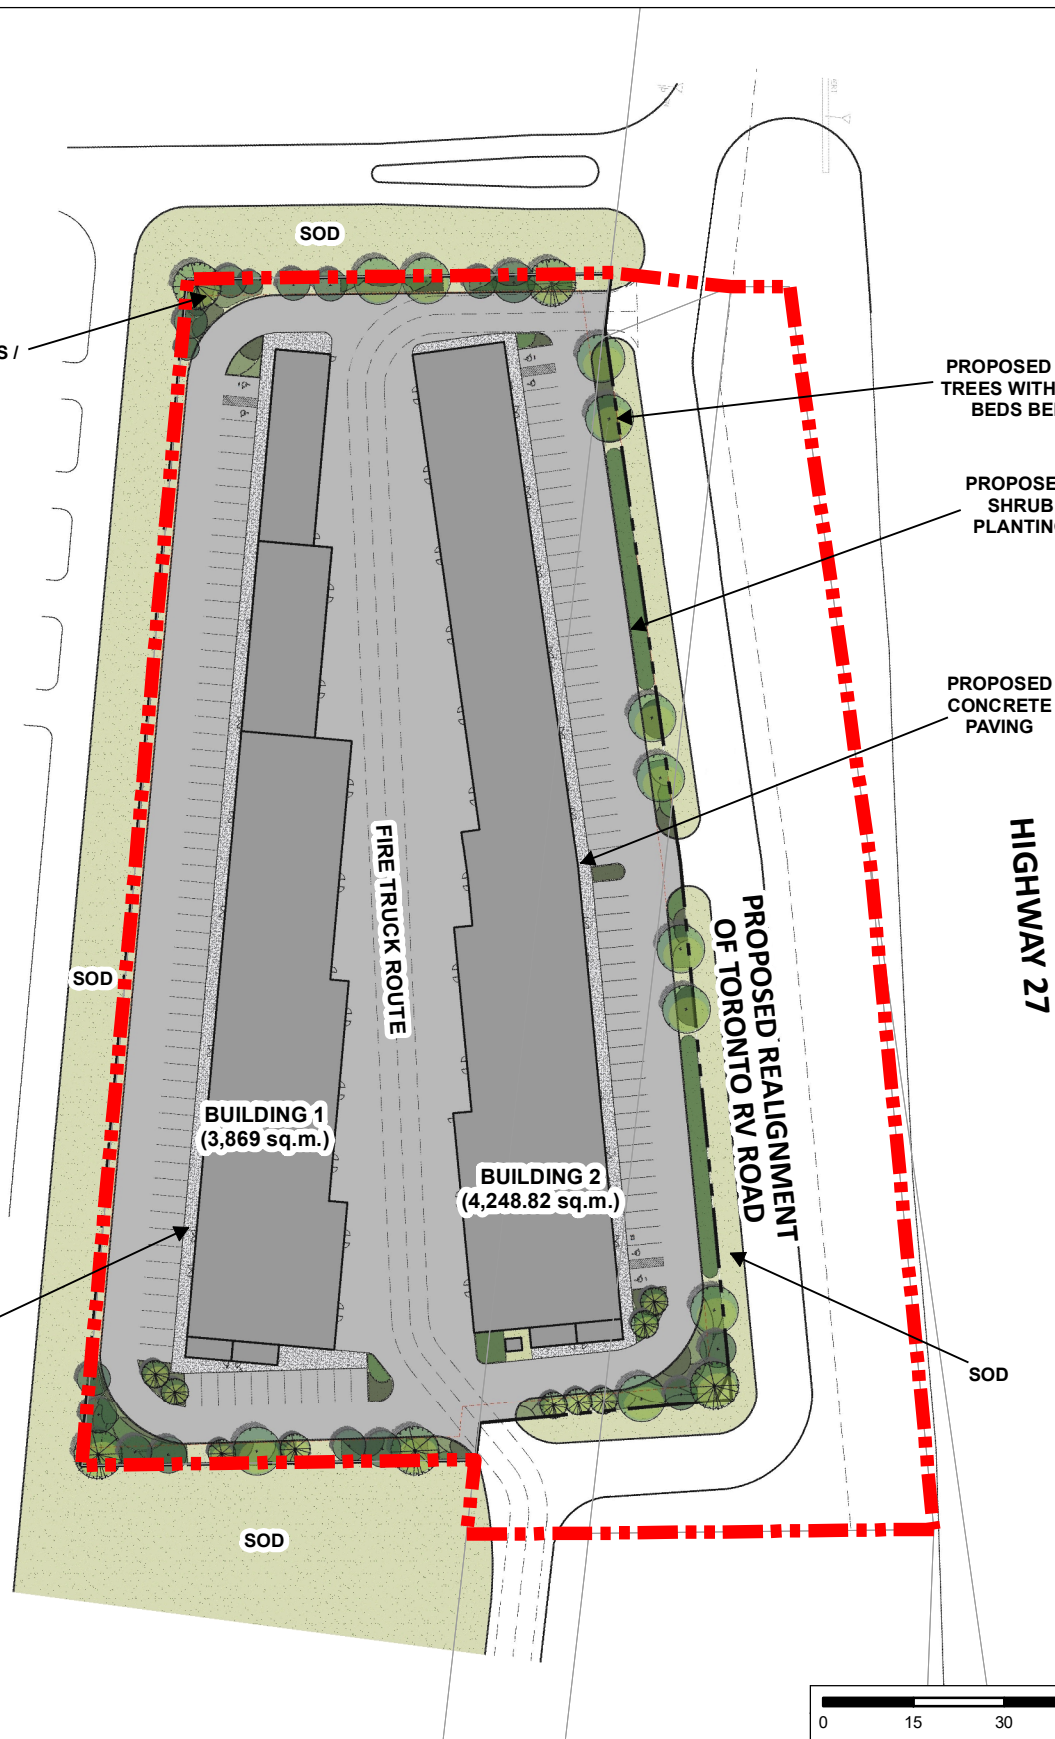 SOD
S /
PROPOSED
TREES WITH
BEDS BE
PROPOSE
SHRUB
PLANTIN
PROPOSED
CONCRETE
PAVING
HIGHWAY 27
FIRE TRUCK ROUTE
PROPOSED REALIGNMENT
OF TORONTO RV ROAD
SOD
BUILDING 1
(3,869 sq.m.)
BUILDING 2
(4,248.82 sq.m.)
SOD
SOD
0 15 30